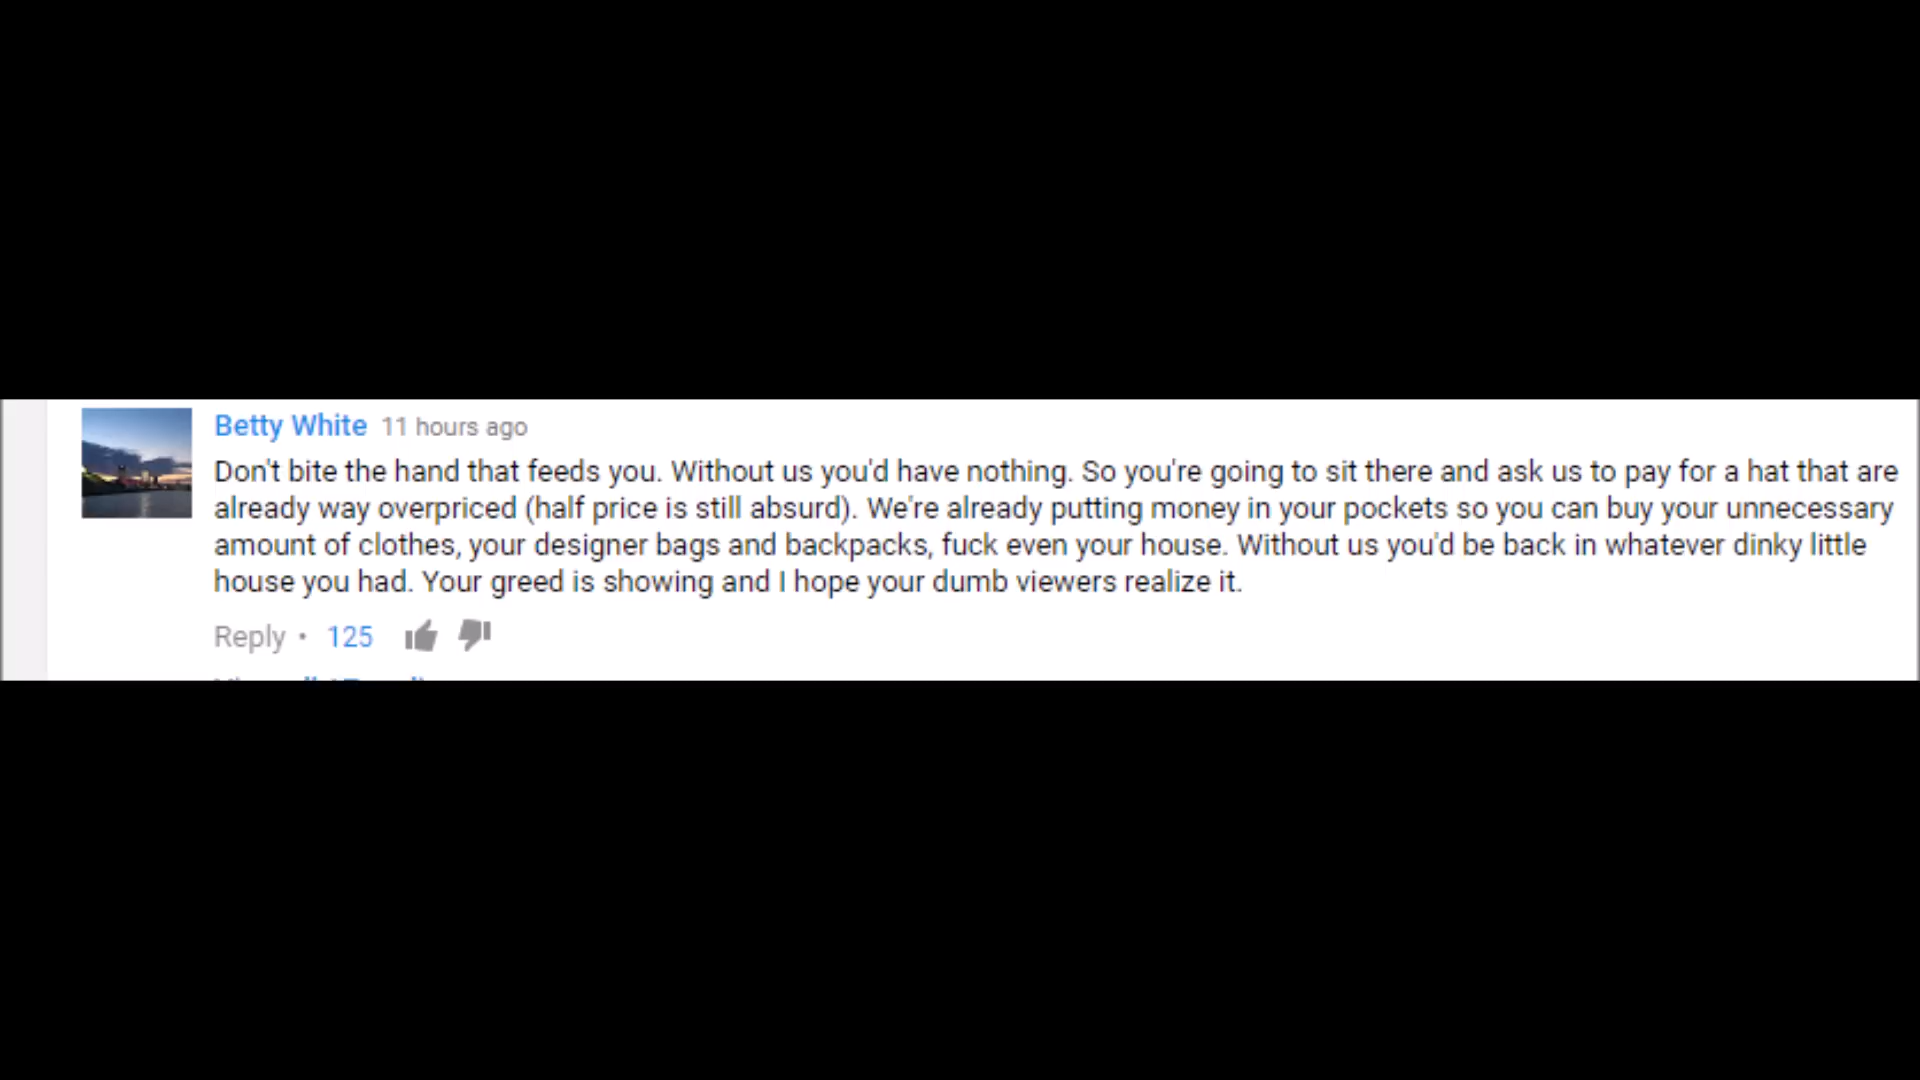 Betty White 11 hours ago
Don't bite the hand that feeds you. Without us you'd have nothing. So you're going to sit there and ask us to pay for a hat that are
already way overpriced (half price is still absurd). We're already putting money in your pockets so you can buy your unnecessary
amount of clothes, your designer bags and backpacks, fuck even your house. Without us you'd be back in whatever dinky little
house you had. Your greed is showing and I hope your dumb viewers realize it.
Reply • 125